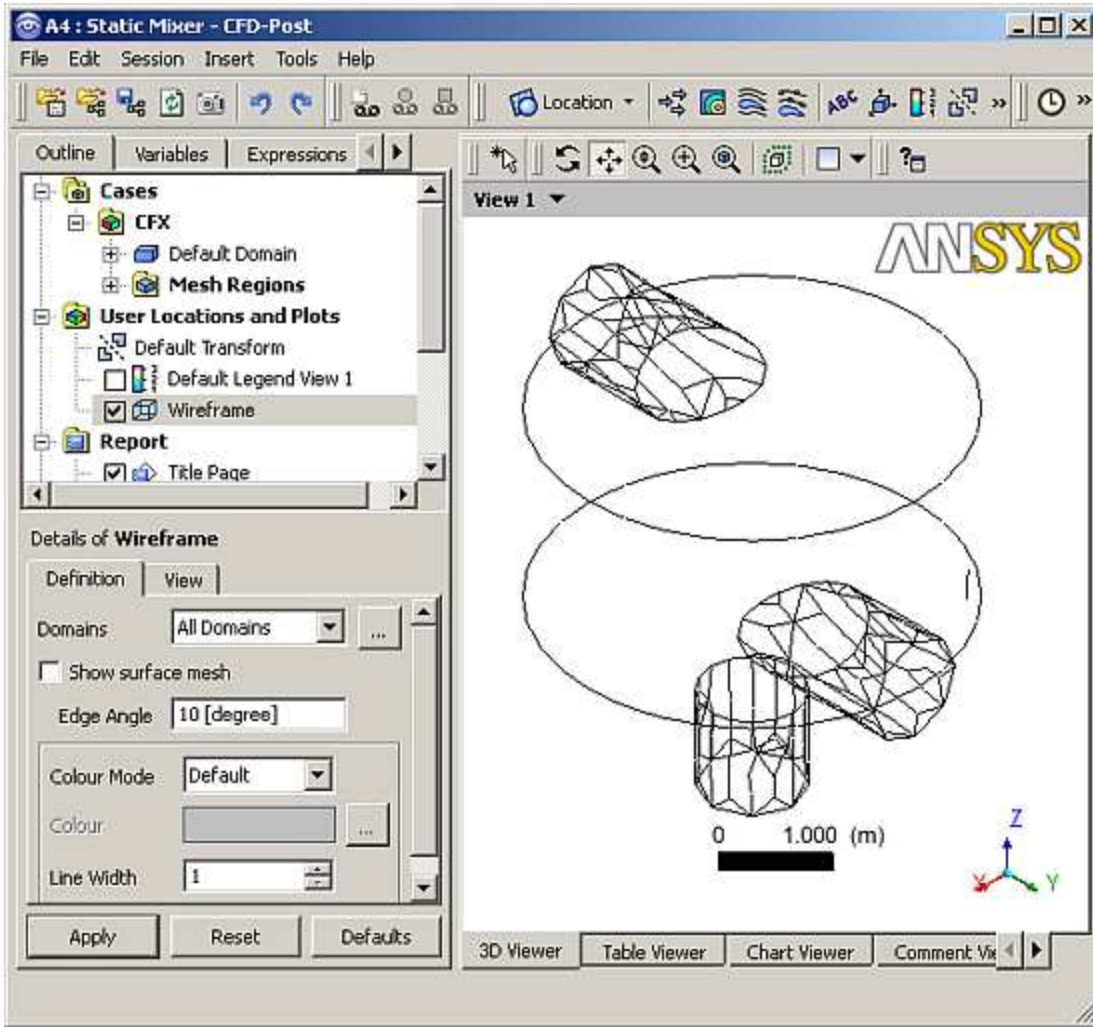 A4 : Static Mixer - CFD-Post
File Edit Session Insert Tools Help
Location
ABC
Outline Variables Expressions
Cases
CFX
Default Domain
Mesh Regions
User Locations and Plots
Default Transform
Default Legend View 1
Wireframe
Report
Title Page
Details of Wireframe
Definition View
Domains All Domains ...
Show surface mesh
Edge Angle 10 [degree]
Colour Mode Default
Colour ...
Line Width 1
Apply Reset Defaults
View 1
ANSYS
0 1.000 (m)
Z
Y
3D Viewer Table Viewer Chart Viewer Comment